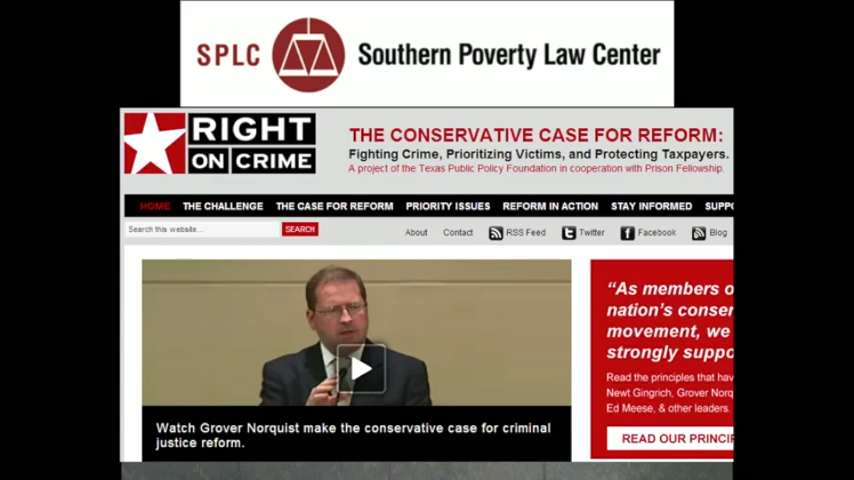 SPLC Southern Poverty Law Center
RIGHT ON CRIME
THE CONSERVATIVE CASE FOR REFORM:
Fighting Crime, Prioritizing Victims, and Protecting Taxpayers.
A project of the Texas Public Policy Foundation in cooperation with Prison Fellowship.
HOME THE CHALLENGE THE CASE FOR REFORM PRIORITY ISSUES REFORM IN ACTION STAY INFORMED SUPPO
Search this website... SEARCH About Contact RSS Feed Twitter Facebook Blog
“As members o
nation's conser
movement, we
strongly suppo
Read the principles that hav
Newt Gingrich, Grover Norq
Ed Meese, & other leaders.
READ OUR PRINCIP
Watch Grover Norquist make the conservative case for criminal
justice reform.